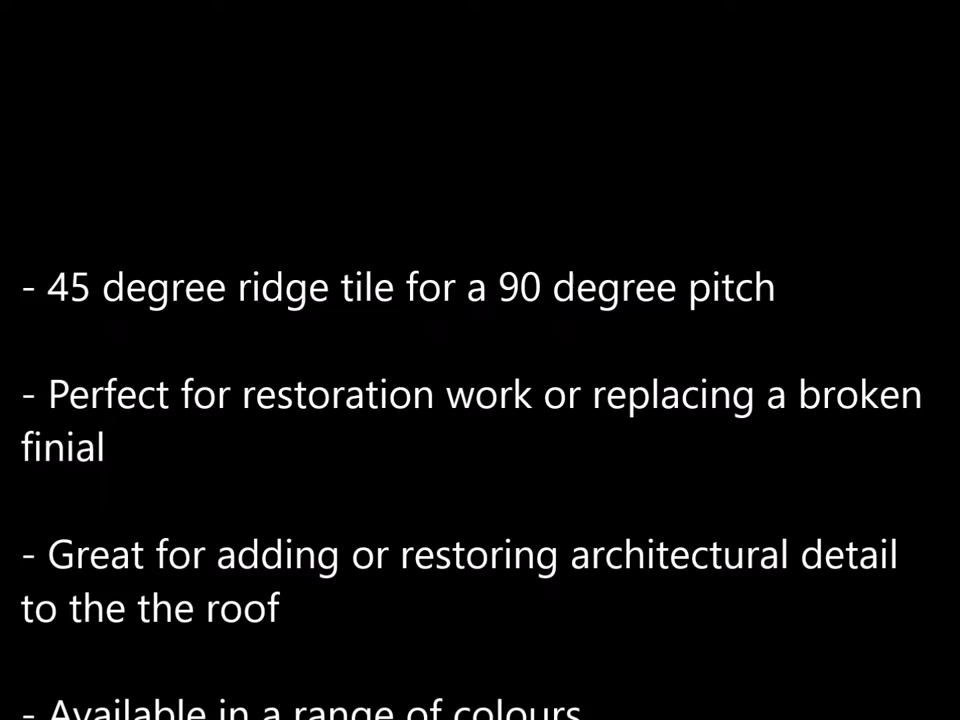 - 45 degree ridge tile for a 90 degree pitch
- Perfect for restoration work or replacing a broken
finial
- Great for adding or restoring architectural detail
to the the roof
- Available in a range of colours